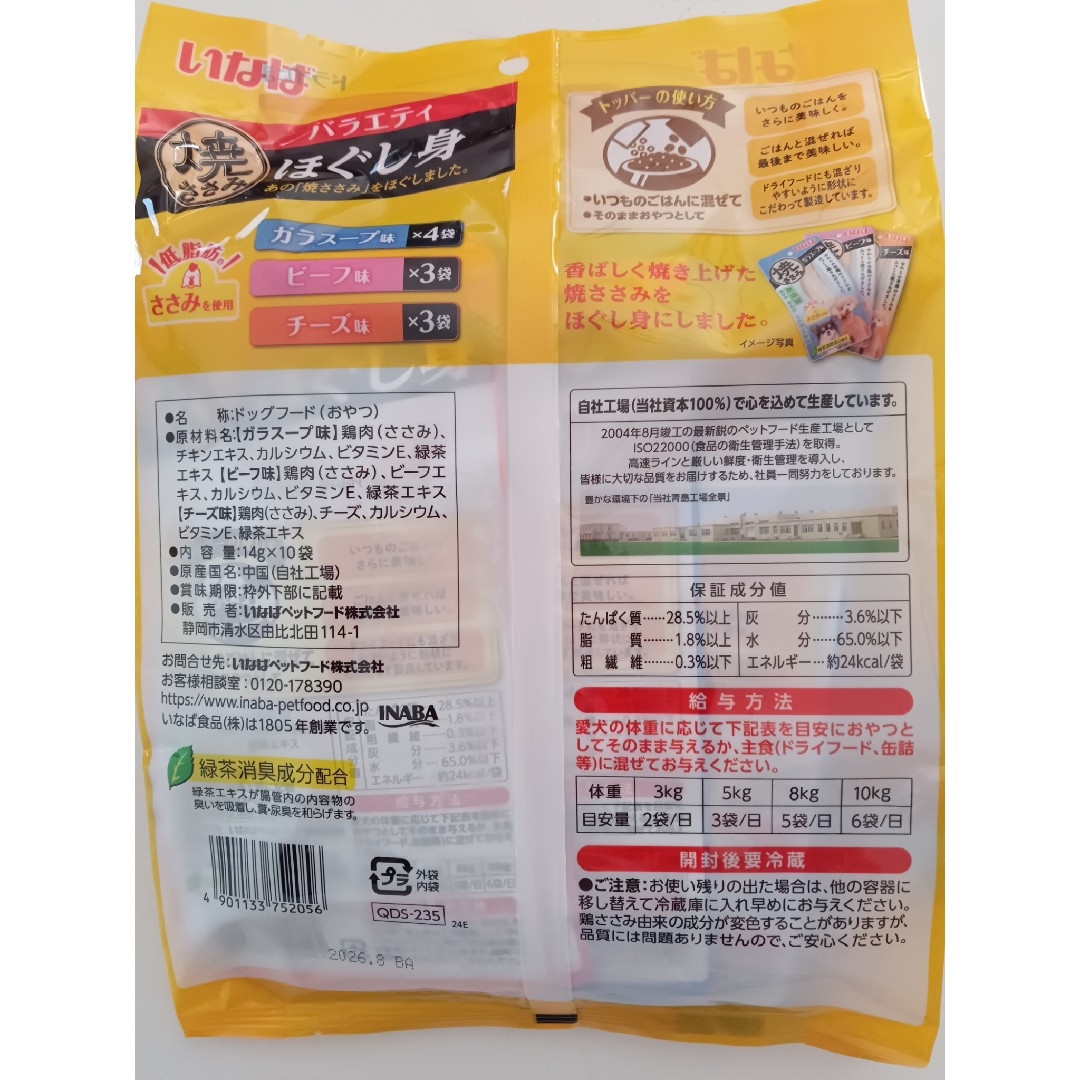 いなば
バラエティ
焼ささみ
ほぐし身
あの「焼ささみ」をほぐしました。
ガラスープ味 ×4袋
ビーフ味 ×3袋
チーズ味 ×3袋
低脂肪の
ささみを使用
●名　称:ドッグフード(おやつ)
●原材料名:【ガラスープ味】鶏肉(ささみ)、
チキンエキス、カルシウム、ビタミンE、緑茶
エキス【ビーフ味】鶏肉(ささみ)、ビーフエ
キス、カルシウム、ビタミンE、緑茶エキス
【チーズ味】鶏肉(ささみ)、チーズ、カルシウム、
ビタミンE、緑茶エキス
●内容量:14g×10袋
●原産国名:中国(自社工場)
●賞味期限:枠外下部に記載
●販売者:いなばペットフード株式会社
静岡市清水区由比北田114-1
お問合せ先:いなばペットフード株式会社
お客様相談室:0120-178390
https://www.inaba-petfood.co.jp
いなば食品(株)は1805年創業です。
INABA
緑茶消臭成分配合
緑茶エキスが腸管内の内容物の
臭いを吸着し、糞・尿臭を和らげます。
4 901133 752056
プラ
外袋
内袋
QDS-235
24E
2026.8 BA
トッパーの使い方
●いつものごはんに混ぜて
●そのままおやつとして
いつものごはんを
さらに美味しく。
ごはんと混ぜれば
最後まで美味しい。
ドライフードにも混ざり
やすいように形状に
こだわって製造しています。
香ばしく焼き上げた
焼ささみを
ほぐし身にしました。
イメージ写真
自社工場(当社資本100%)で心を込めて生産しています。
2004年8月竣工の最新鋭のペットフード生産工場として
ISO22000(食品の衛生管理手法)を取得。
高速ラインと厳しい鮮度・衛生管理を導入し、
皆様に大切な品質をお届けするため、社員一同努力をしております。
豊かな環境下の「当社青島工場全景」
保証成分値
たんぱく質……28.5%以上 灰分………3.6%以下
脂質………1.8%以上 水分……65.0%以下
粗繊維………0.3%以下 エネルギー…約24kcal/袋
給与方法
愛犬の体重に応じて下記表を目安におやつと
してそのまま与えるか、主食(ドライフード、缶詰
等)に混ぜてお与えください。
体重 3kg 5kg 8kg 10kg
目安量 2袋/日 3袋/日 5袋/日 6袋/日
開封後要冷蔵
●ご注意:お使い残りの出た場合は、他の容器に
移し替えて冷蔵庫に入れ早めにお与えください。
鶏ささみ由来の成分が変色することがありますが、
品質には問題ありませんので、ご安心ください。